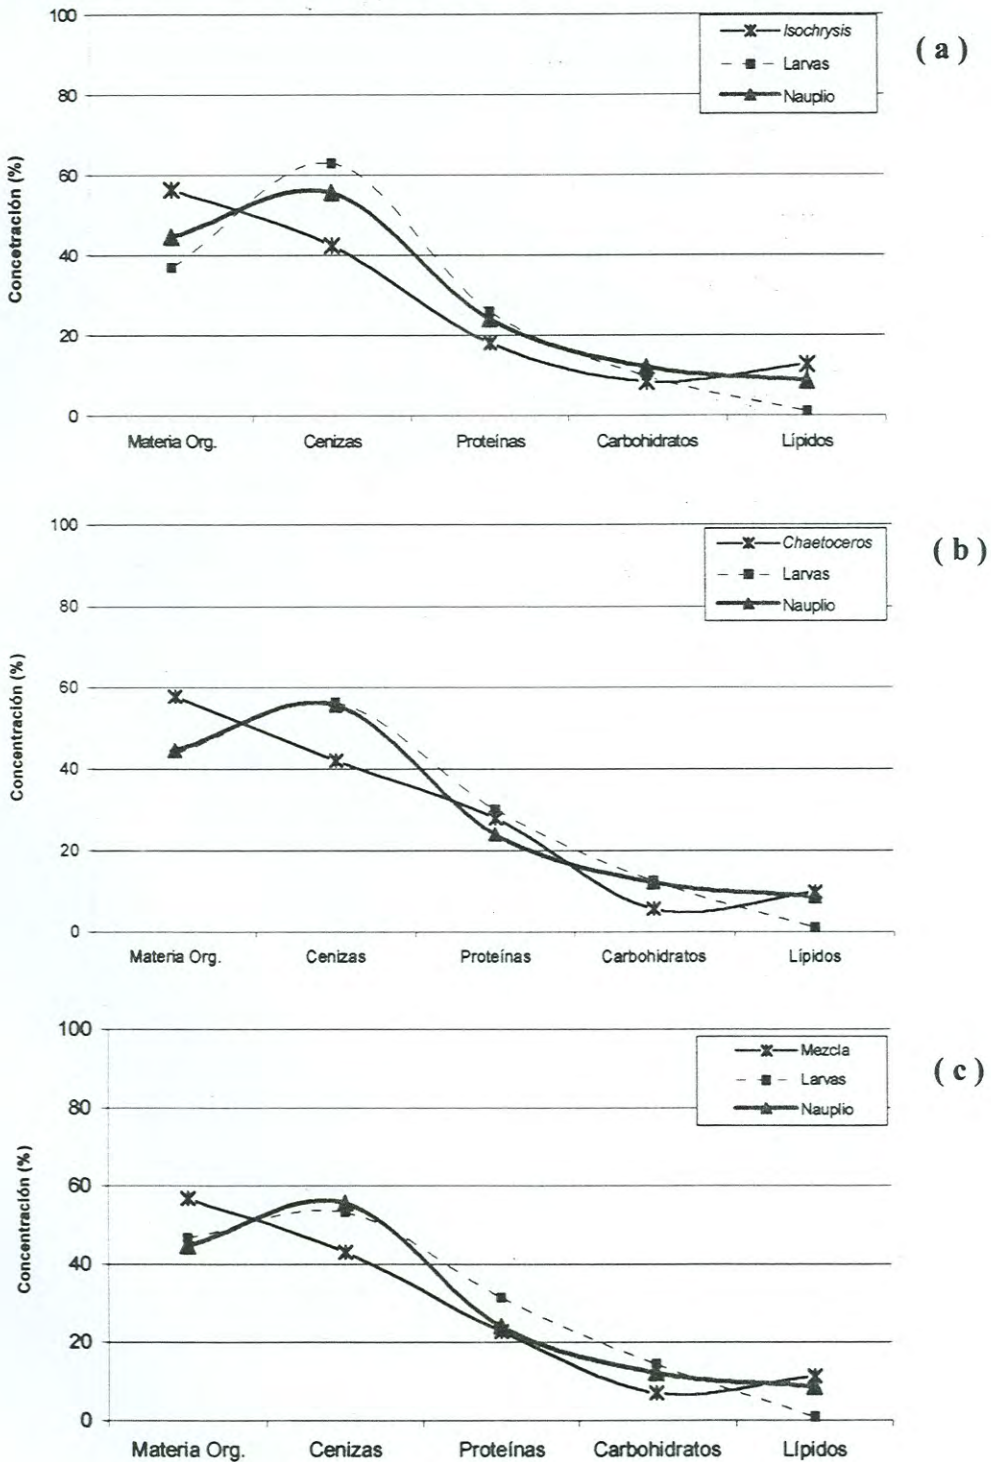 100
80
60
40
20
0
Concetración (%)
Isochrysis
Larvas
Nauplio
( a )
Materia Org. Cenizas Proteínas Carbohidratos Lípidos
100
80
60
40
20
0
Concentración (%)
Chaetoceros
Larvas
Nauplio
( b )
Materia Org. Cenizas Proteínas Carbohidratos Lípidos
100
80
60
40
20
0
Concentración (%)
Mezcla
Larvas
Nauplio
( c )
Materia Org. Cenizas Proteínas Carbohidratos Lípidos